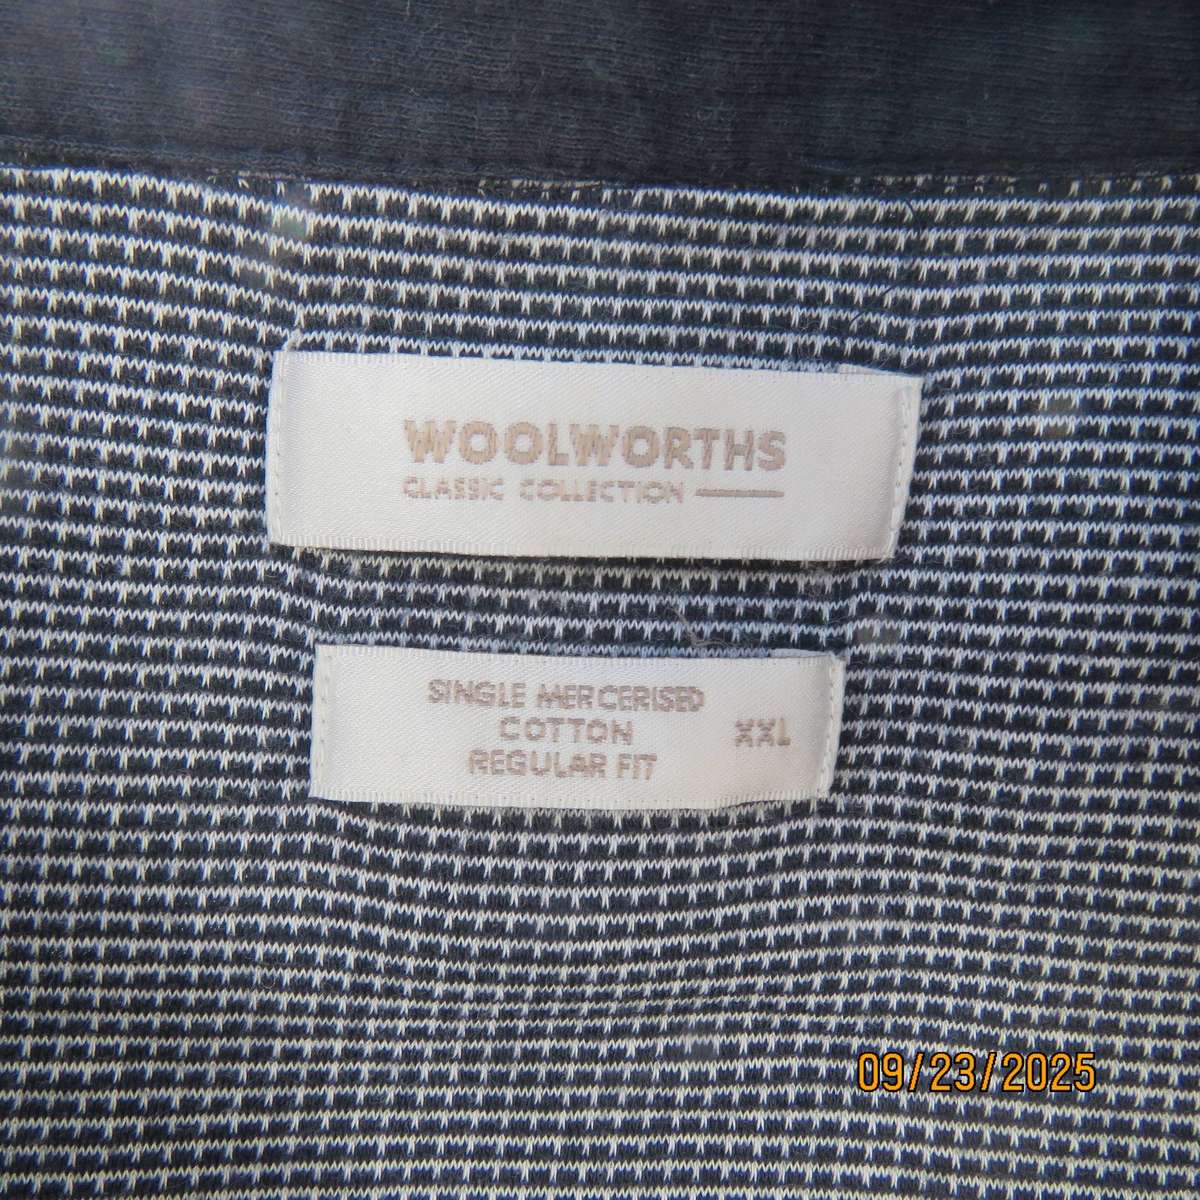 WOOLWORTHS
CLASSIC COLLECTION
SINGLE MERCERISED
COTTON XXL
REGULAR FIT
09/23/2025